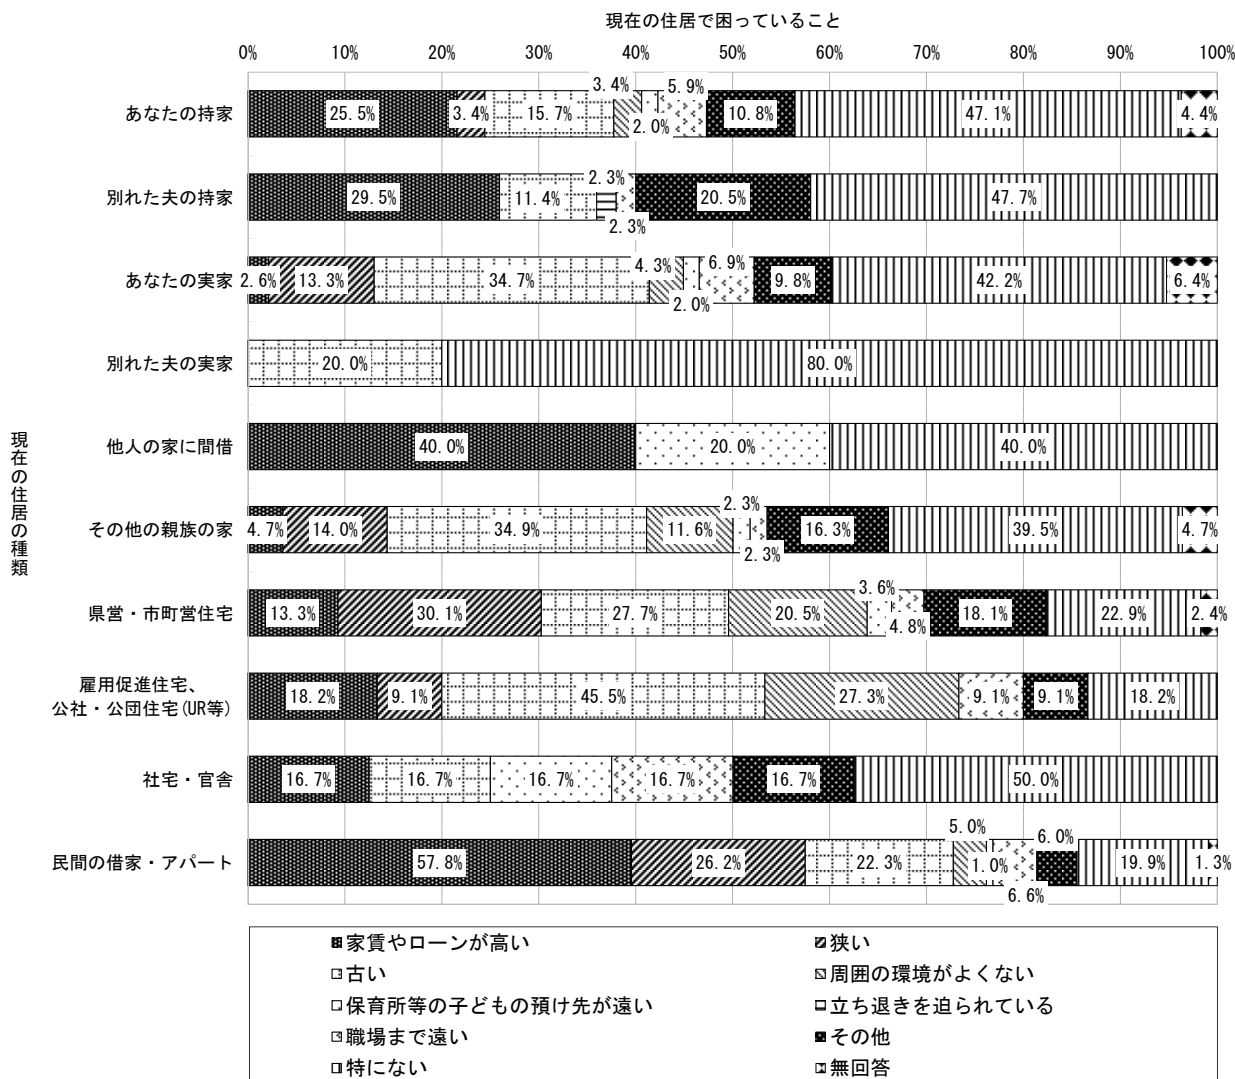 現在の住居で困っていること
0% 10% 20% 30% 40% 50% 60% 70% 80% 90% 100%
現在の住居の種類
あなたの持家 25.5% 3.4% 15.7% 3.4% 2.0% 5.9% 10.8% 47.1% 4.4%
別れた夫の持家 29.5% 11.4% 2.3% 2.3% 20.5% 47.7%
あなたの実家 2.6% 13.3% 34.7% 4.3% 2.0% 6.9% 9.8% 42.2% 6.4%
別れた夫の実家 20.0% 80.0%
他人の家に間借 40.0% 20.0% 40.0%
その他の親族の家 4.7% 14.0% 34.9% 11.6% 2.3% 2.3% 16.3% 39.5% 4.7%
県営・市町営住宅 13.3% 30.1% 27.7% 20.5% 3.6% 4.8% 18.1% 22.9% 2.4%
雇用促進住宅、
公社・公団住宅(UR等) 18.2% 9.1% 45.5% 27.3% 9.1% 9.1% 18.2%
社宅・官舎 16.7% 16.7% 16.7% 16.7% 16.7% 50.0%
民間の借家・アパート 57.8% 26.2% 22.3% 5.0% 1.0% 6.6% 6.0% 19.9% 1.3%
家賃やローンが高い 狭い
古い 周囲の環境がよくない
保育所等の子どもの預け先が遠い 立ち退きを迫られている
職場まで遠い その他
特にない 無回答